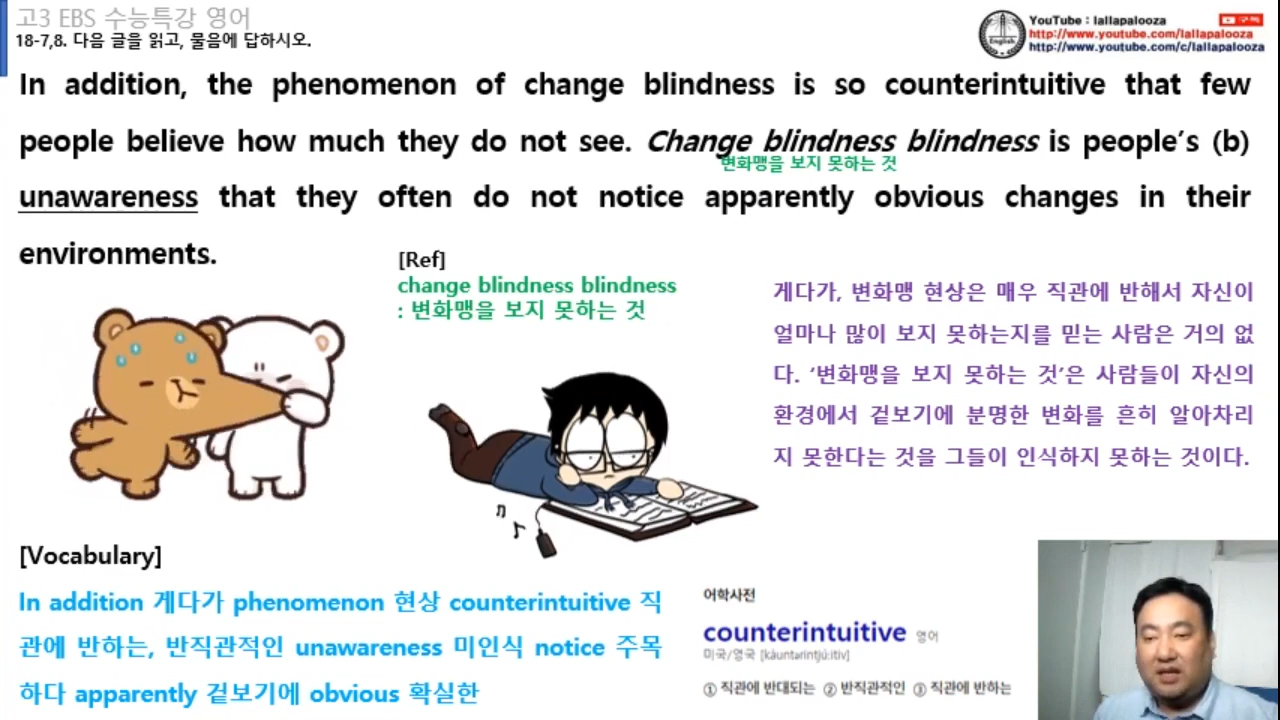 고3 EBS 수능특강 영어
18-7,8. 다음 글을 읽고, 물음에 답하시오.
YouTube : lallapalooza
구독
http://www.youtube.com/lallapalooza
http://www.youtube.com/c/lallapalooza
English
In addition, the phenomenon of change blindness is so counterintuitive that few
people believe how much they do not see. Change blindness blindness is people's (b)
변화맹을 보지 못하는 것
unawareness that they often do not notice apparently obvious changes in their
environments.
[Ref]
change blindness blindness
: 변화맹을 보지 못하는 것
게다가, 변화맹 현상은 매우 직관에 반해서 자신이
얼마나 많이 보지 못하는지를 믿는 사람은 거의 없
다. ‘변화맹을 보지 못하는 것’은 사람들이 자신의
환경에서 겉보기에 분명한 변화를 흔히 알아차리
지 못한다는 것을 그들이 인식하지 못하는 것이다.
[Vocabulary]
In addition 게다가 phenomenon 현상 counterintuitive 직
관에 반하는, 반직관적인 unawareness 미인식 notice 주목
하다 apparently 겉보기에 obvious 확실한
어학사전
counterintuitive 영어
미국/영국 [kàuntərintjú:itiv]
① 직관에 반대되는 ② 반직관적인 ③ 직관에 반하는